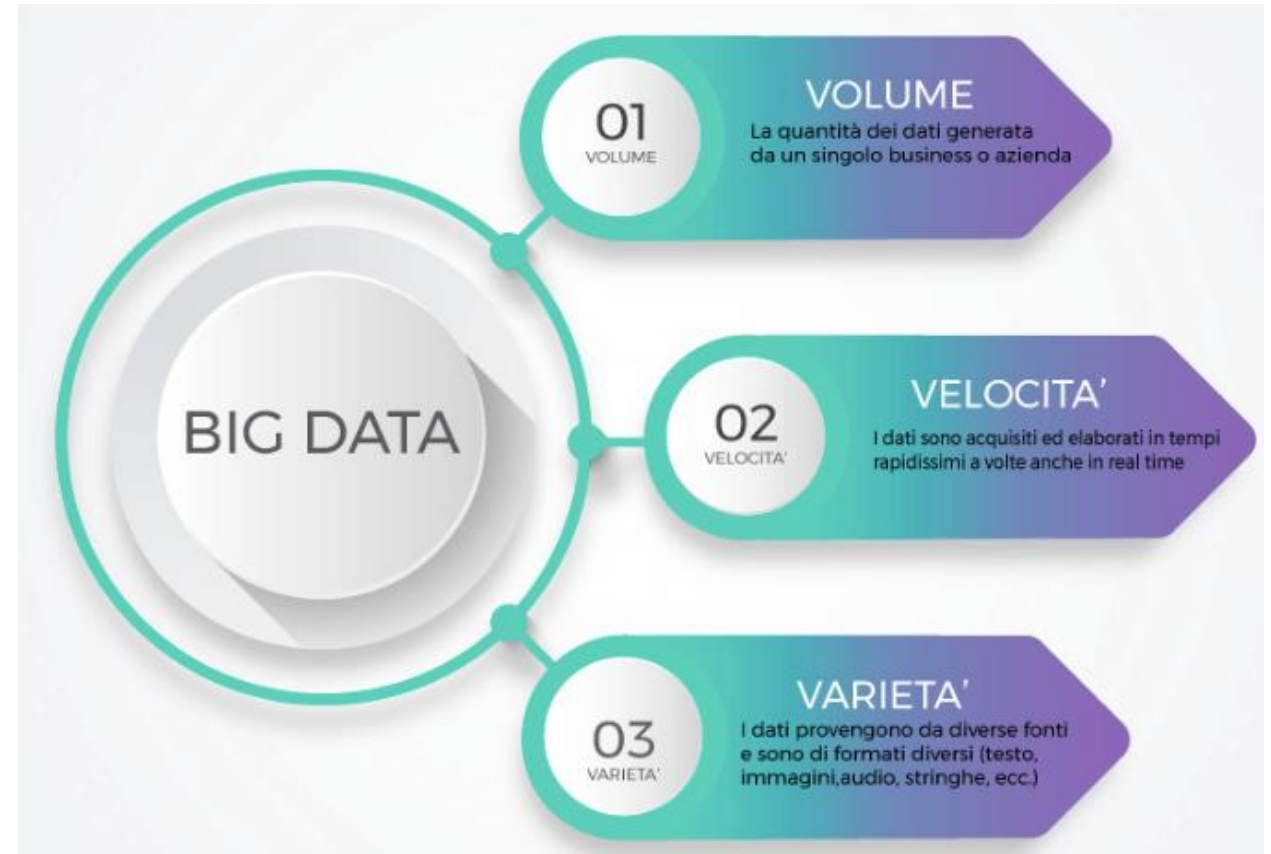 BIG DATA
01
VOLUME
VOLUME
La quantità dei dati generata
da un singolo business o azienda
02
VELOCITA'
VELOCITA'
I dati sono acquisiti ed elaborati in tempi
rapidissimi a volte anche in real time
03
VARIETA'
VARIETA'
I dati provengono da diverse fonti
e sono di formati diversi (testo,
immagini,audio, stringhe, ecc.)